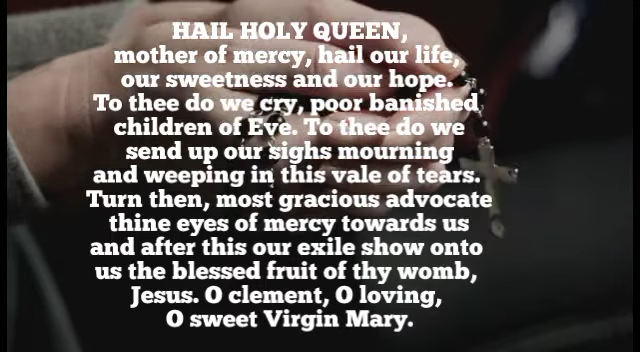 HAIL HOLY QUEEN,
mother of mercy, hail our life,
our sweetness and our hope.
To thee do we cry, poor banished
children of Eve. To thee do we
send up our sighs mourning
and weeping in this vale of tears.
Turn then, most gracious advocate
thine eyes of mercy towards us
and after this our exile show onto
us the blessed fruit of thy womb,
Jesus. O clement, O loving,
O sweet Virgin Mary.